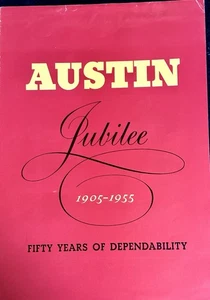 AUSTIN
Jubilee
1905-1955
FIFTY YEARS OF DEPENDABILITY